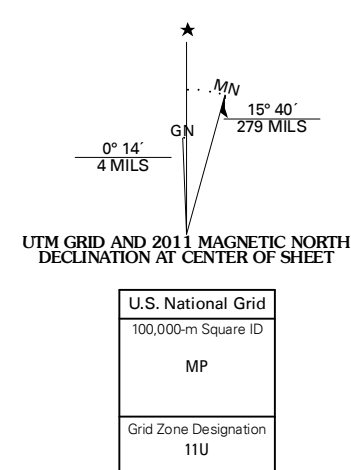 ★
MN
15° 40´
279 MILS
GN
0° 14´
4 MILS
UTM GRID AND 2011 MAGNETIC NORTH
DECLINATION AT CENTER OF SHEET
U.S. National Grid
100,000-m Square ID
MP
Grid Zone Designation
11U